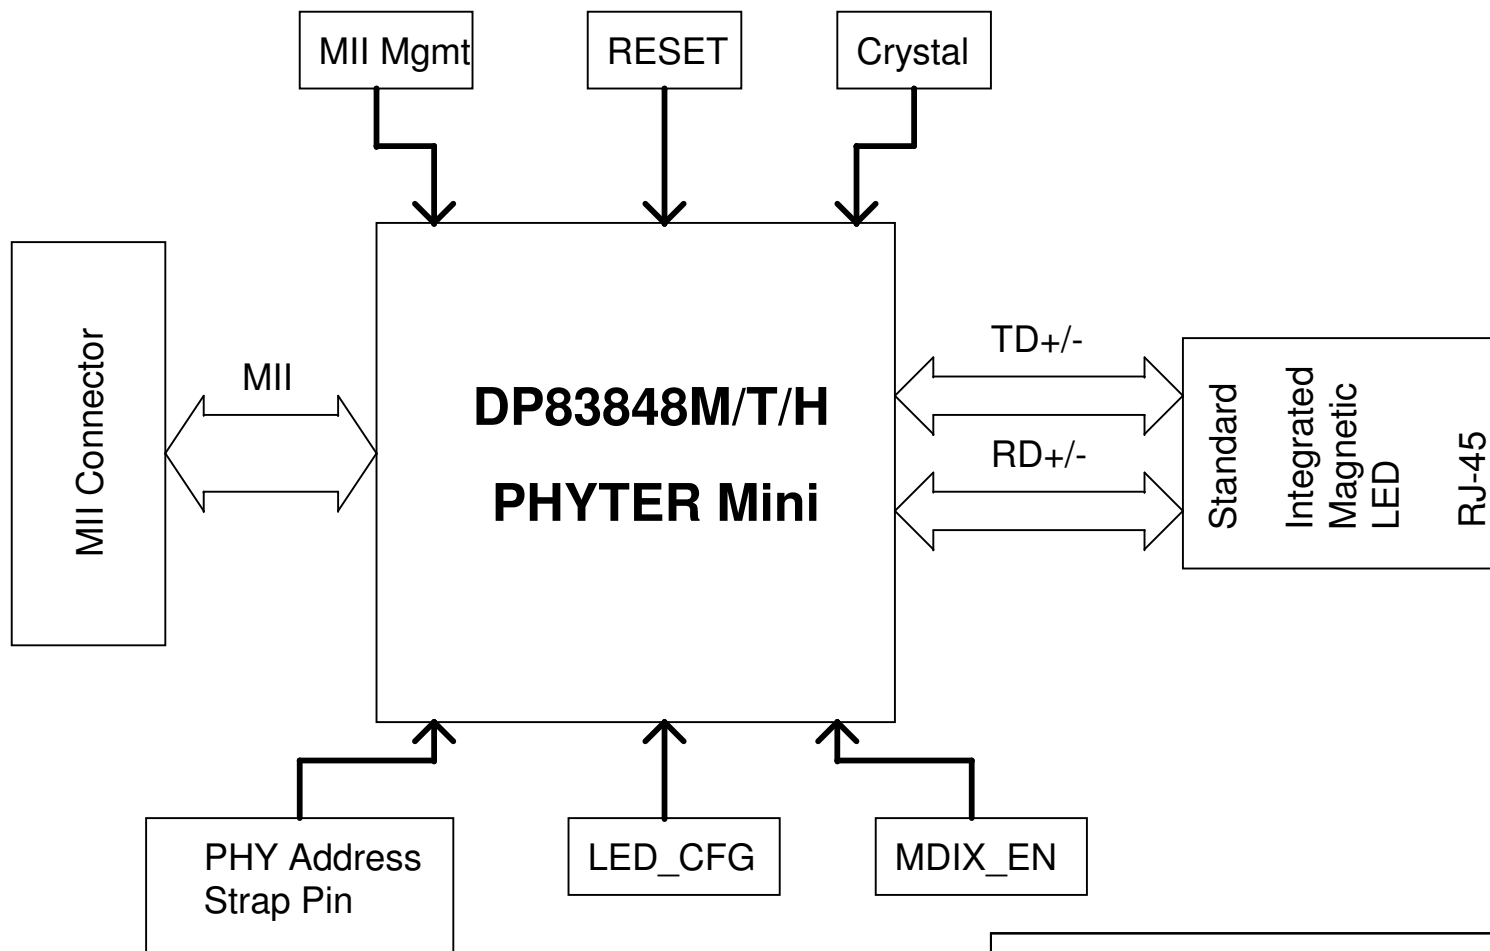 MII Mgmt
RESET
Crystal
MII Connector
MII
DP83848M/T/H
PHYTER Mini
TD+/-
RD+/-
Standard
Integrated
Magnetic
LED
RJ-45
PHY Address
Strap Pin
LED_CFG
MDIX_EN